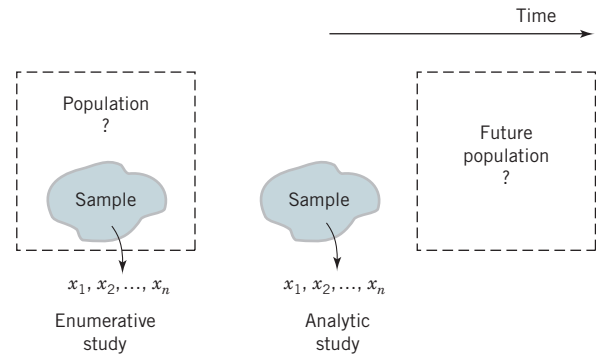 Time
Population
?
Sample
x₁, x₂,..., xₙ
Enumerative
study
Sample
x₁, x₂,..., xₙ
Analytic
study
Future
population
?